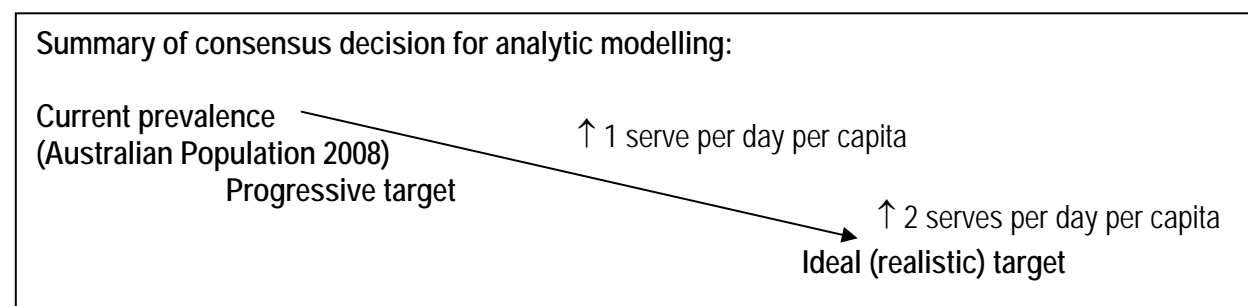 Summary of consensus decision for analytic modelling:
Current prevalence
↑ 1 serve per day per capita
(Australian Population 2008)
Progressive target
↑ 2 serves per day per capita
Ideal (realistic) target